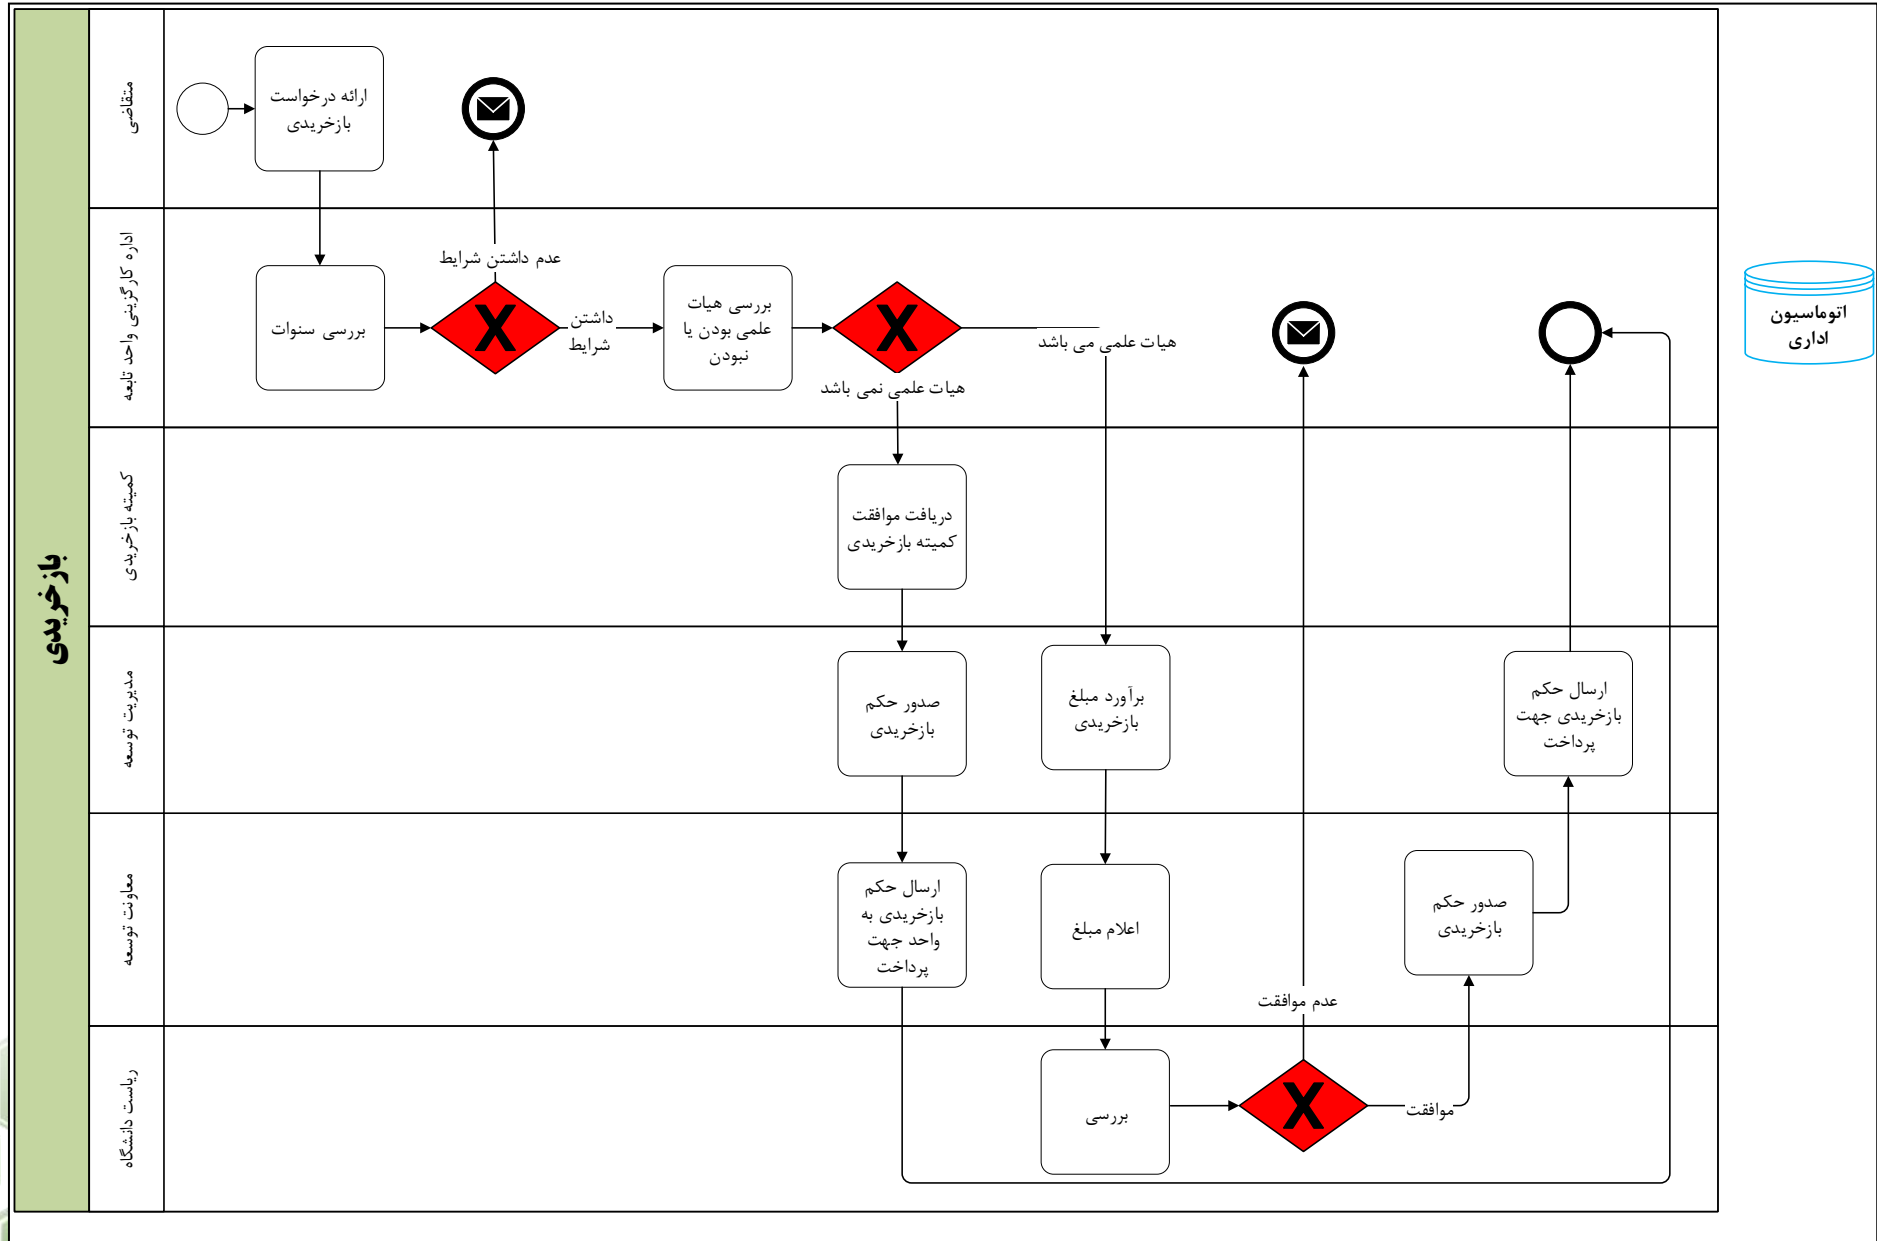 بازخریدی
متقاضی
ارائه درخواست
بازخریدی
اداره کارگزینی واحد تابعه
بررسی سنوات
عدم داشتن شرایط
داشتن
شرایط
بررسی هیات
علمی بودن یا
نبودن
هیات علمی می باشد
هیات علمی نمی باشد
اتوماسیون
اداری
کمیته بازخریدی
دریافت موافقت
کمیته بازخریدی
مدیریت توسعه
صدور حکم
بازخریدی
برآورد مبلغ
بازخریدی
ارسال حکم
بازخریدی جهت
پرداخت
معاونت توسعه
ارسال حکم
بازخریدی به
واحد جهت
پرداخت
اعلام مبلغ
صدور حکم
بازخریدی
عدم موافقت
ریاست دانشگاه
بررسی
موافقت